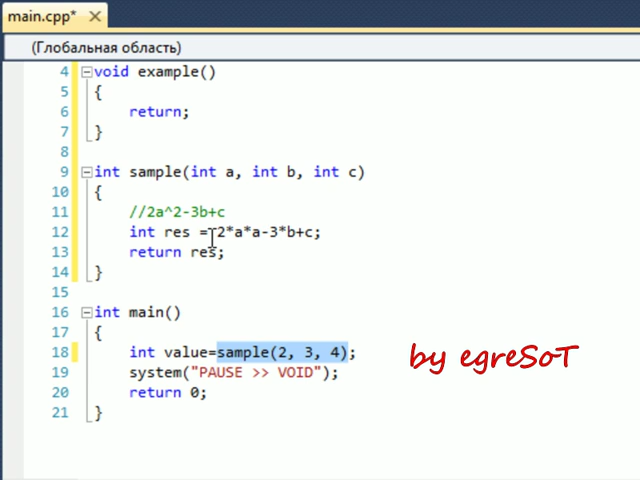 main.cpp*
(Глобальная область)
4 void example()
5 {
6 return;
7 }
8
9 int sample(int a, int b, int c)
10 {
11 //2a^2-3b+c
12 int res = 2*a*a-3*b+c;
13 return res;
14 }
15
16 int main()
17 {
18 int value=sample(2, 3, 4);
19 system("PAUSE >> VOID");
20 return 0;
21 }
by egreSoT